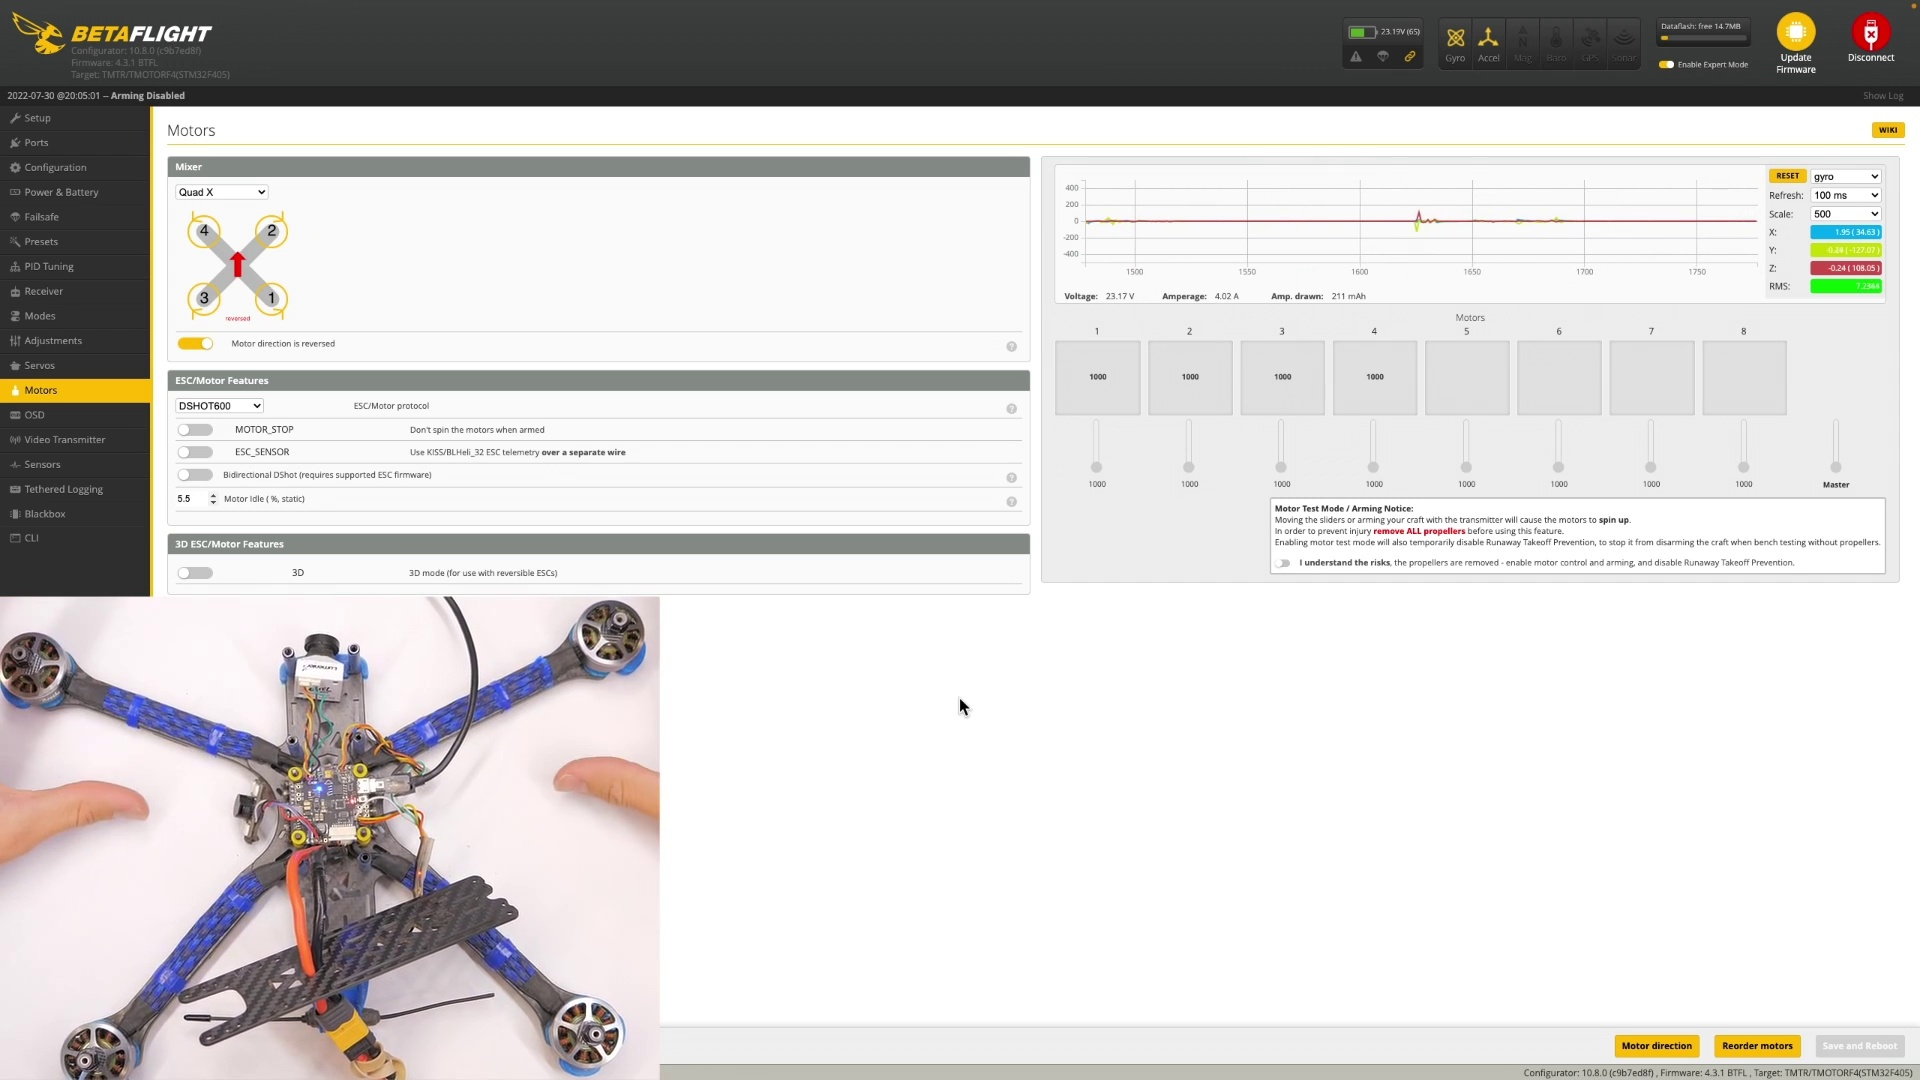 BETAFLIGHT
Configurator: 10.8.0 (c9b7ed8f)
Firmware: 4.3.1 BTFL
Target: TMTR/TMOTORF4(STM32F405)
23.19V (6S)
Gyro Accel Mag Baro GPS Sonar
Dataflash: free 14.7MB
Enable Expert Mode
Update Firmware
Disconnect
2022-07-30 @20:05:01 -- Arming Disabled
Show Log
Setup
Ports
Configuration
Power & Battery
Failsafe
Presets
PID Tuning
Receiver
Modes
Adjustments
Servos
Motors
OSD
Video Transmitter
Sensors
Tethered Logging
Blackbox
CLI
Motors
WIKI
Mixer
Quad X
4 2
3 1
reversed
Motor direction is reversed
ESC/Motor Features
DSHOT600 ESC/Motor protocol
MOTOR_STOP Don't spin the motors when armed
ESC_SENSOR Use KISS/BLHeli_32 ESC telemetry over a separate wire
Bidirectional DShot (requires supported ESC firmware)
5.5 Motor Idle ( %, static)
3D ESC/Motor Features
3D 3D mode (for use with reversible ESCs)
400
200
0
-200
-400
1500 1550 1600 1650 1700 1750
RESET gyro
Refresh: 100 ms
Scale: 500
X: 1.95 ( 34.63 )
Y: -0.24 ( -127.07 )
Z: -0.24 ( 108.05 )
RMS:
Voltage: 23.17 V Amperage: 4.02 A Amp. drawn: 211 mAh
Motors
1 2 3 4 5 6 7 8
1000 1000 1000 1000
1000 1000 1000 1000 1000 1000 1000 1000 Master
Motor Test Mode / Arming Notice:
Moving the sliders or arming your craft with the transmitter will cause the motors to spin up.
In order to prevent injury remove ALL propellers before using this feature.
Enabling motor test mode will also temporarily disable Runaway Takeoff Prevention, to stop it from disarming the craft when bench testing without propellers.
I understand the risks, the propellers are removed - enable motor control and arming, and disable Runaway Takeoff Prevention.
Motor direction
Reorder motors
Save and Reboot
Configurator: 10.8.0 (c9b7ed8f) , Firmware: 4.3.1 BTFL , Target: TMTR/TMOTORF4(STM32F405)